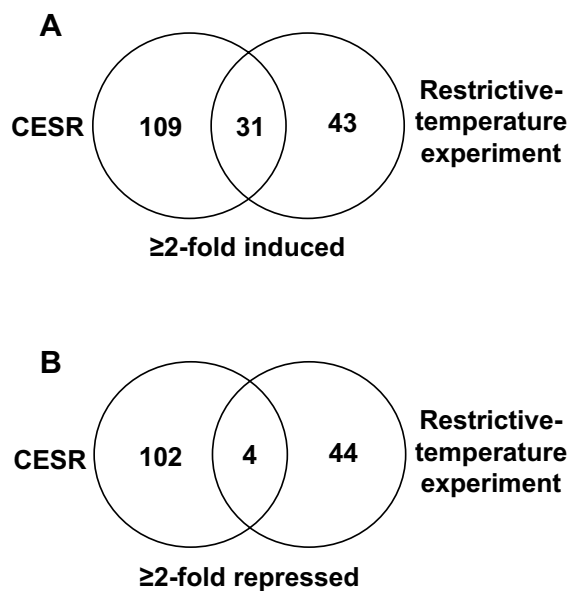 A
CESR
109
31
43
Restrictive-
temperature
experiment
≥2-fold induced
B
CESR
102
4
44
Restrictive-
temperature
experiment
≥2-fold repressed